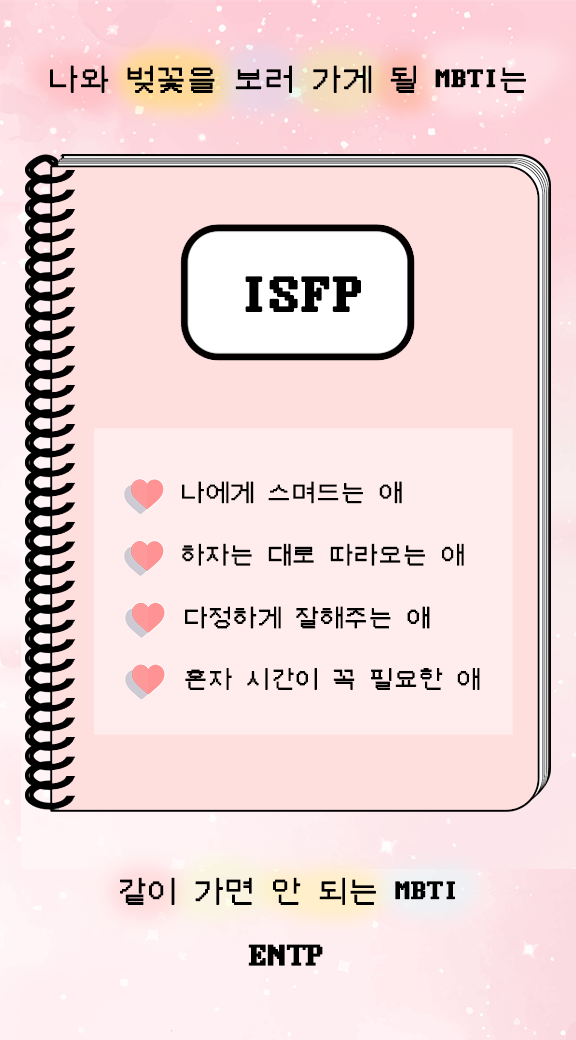 나와 벚꽃을 보러 가게 될 MBTI는
ISFP
나에게 스며드는 애
하자는 대로 따라오는 애
다정하게 잘해주는 애
혼자 시간이 꼭 필요한 애
같이 가면 안 되는 MBTI
ENTP